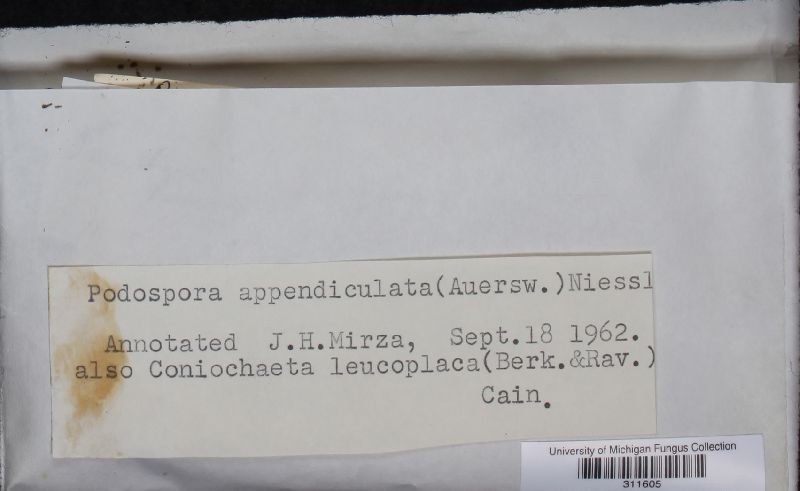 Podospora appendiculata(Auersw.)Niessl
Annotated J.H.Mirza, Sept.18 1962.
also Coniochaeta leucoplaca(Berk.&Rav.)
Cain.
University of Michigan Fungus Collection
311605